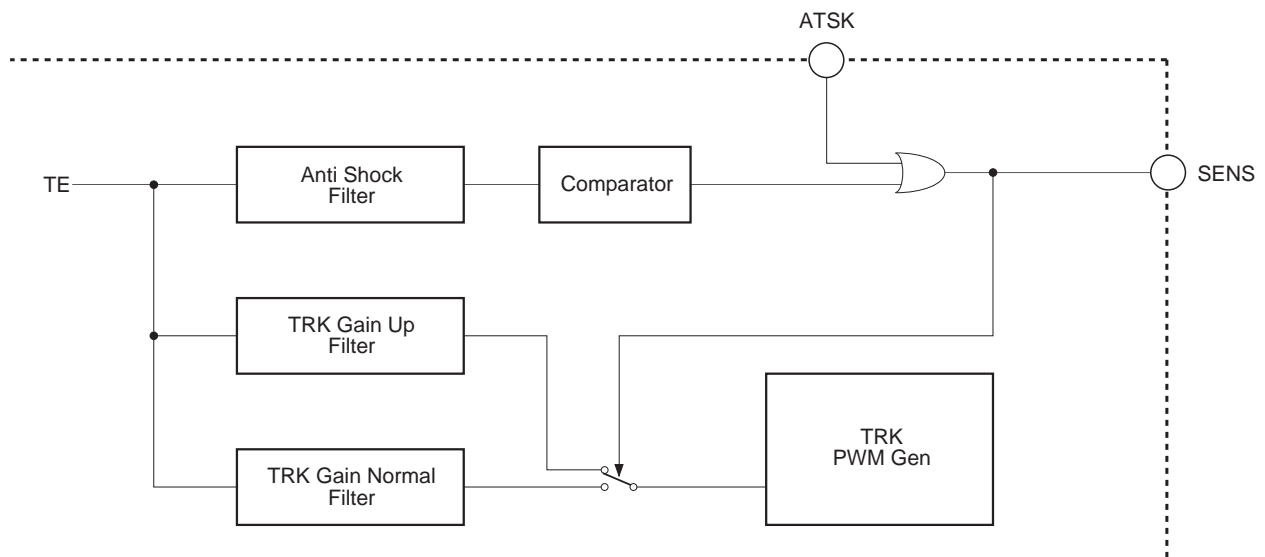 ATSK
TE
Anti Shock
Filter
Comparator
SENS
TRK Gain Up
Filter
TRK Gain Normal
Filter
TRK
PWM Gen